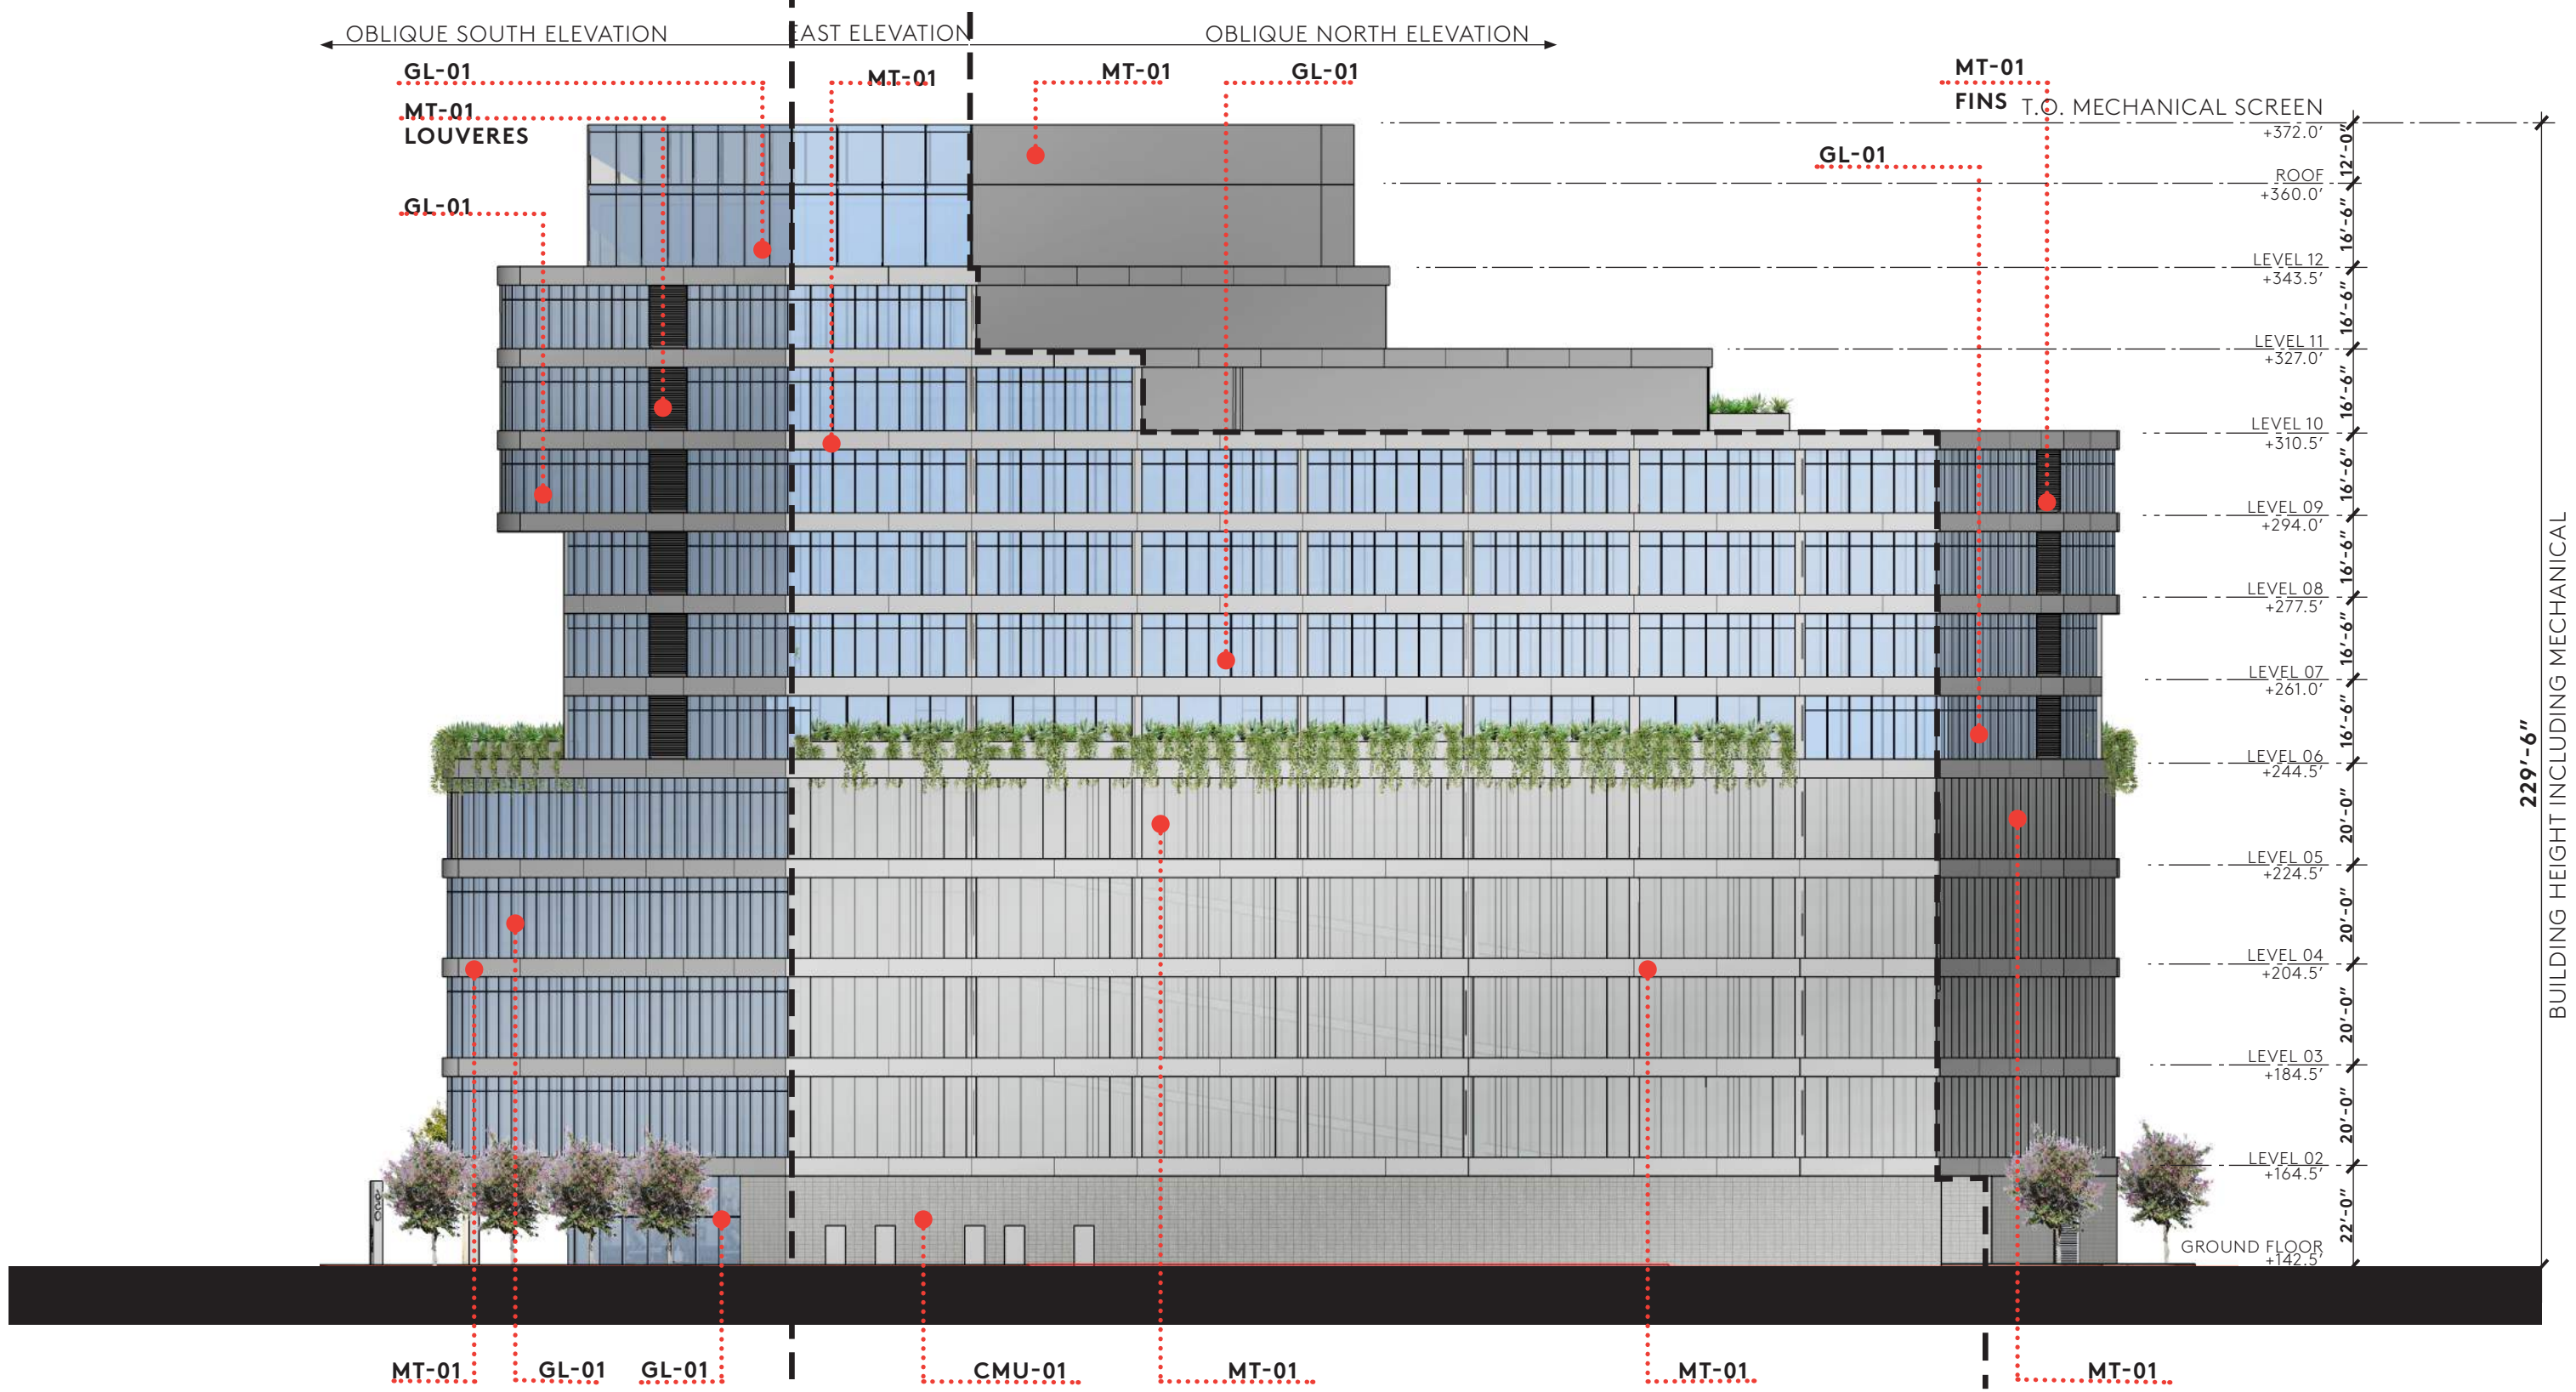 OBLIQUE SOUTH ELEVATION
EAST ELEVATION
OBLIQUE NORTH ELEVATION
GL-01
MT-01
LOUVERES
GL-01
MT-01
MT-01
GL-01
MT-01
FINS
GL-01
T.O. MECHANICAL SCREEN
+372.0'
12'-0"
ROOF
+360.0'
16'-6"
LEVEL 12
+343.5'
16'-6"
LEVEL 11
+327.0'
16'-6"
LEVEL 10
+310.5'
16'-6"
LEVEL 09
+294.0'
16'-6"
LEVEL 08
+277.5'
16'-6"
LEVEL 07
+261.0'
16'-6"
LEVEL 06
+244.5'
20'-0"
LEVEL 05
+224.5'
20'-0"
LEVEL 04
+204.5'
20'-0"
LEVEL 03
+184.5'
20'-0"
LEVEL 02
+164.5'
22'-0"
GROUND FLOOR
+142.5'
229'-6"
BUILDING HEIGHT INCLUDING MECHANICAL
MT-01
GL-01
GL-01
CMU-01
MT-01
MT-01
MT-01